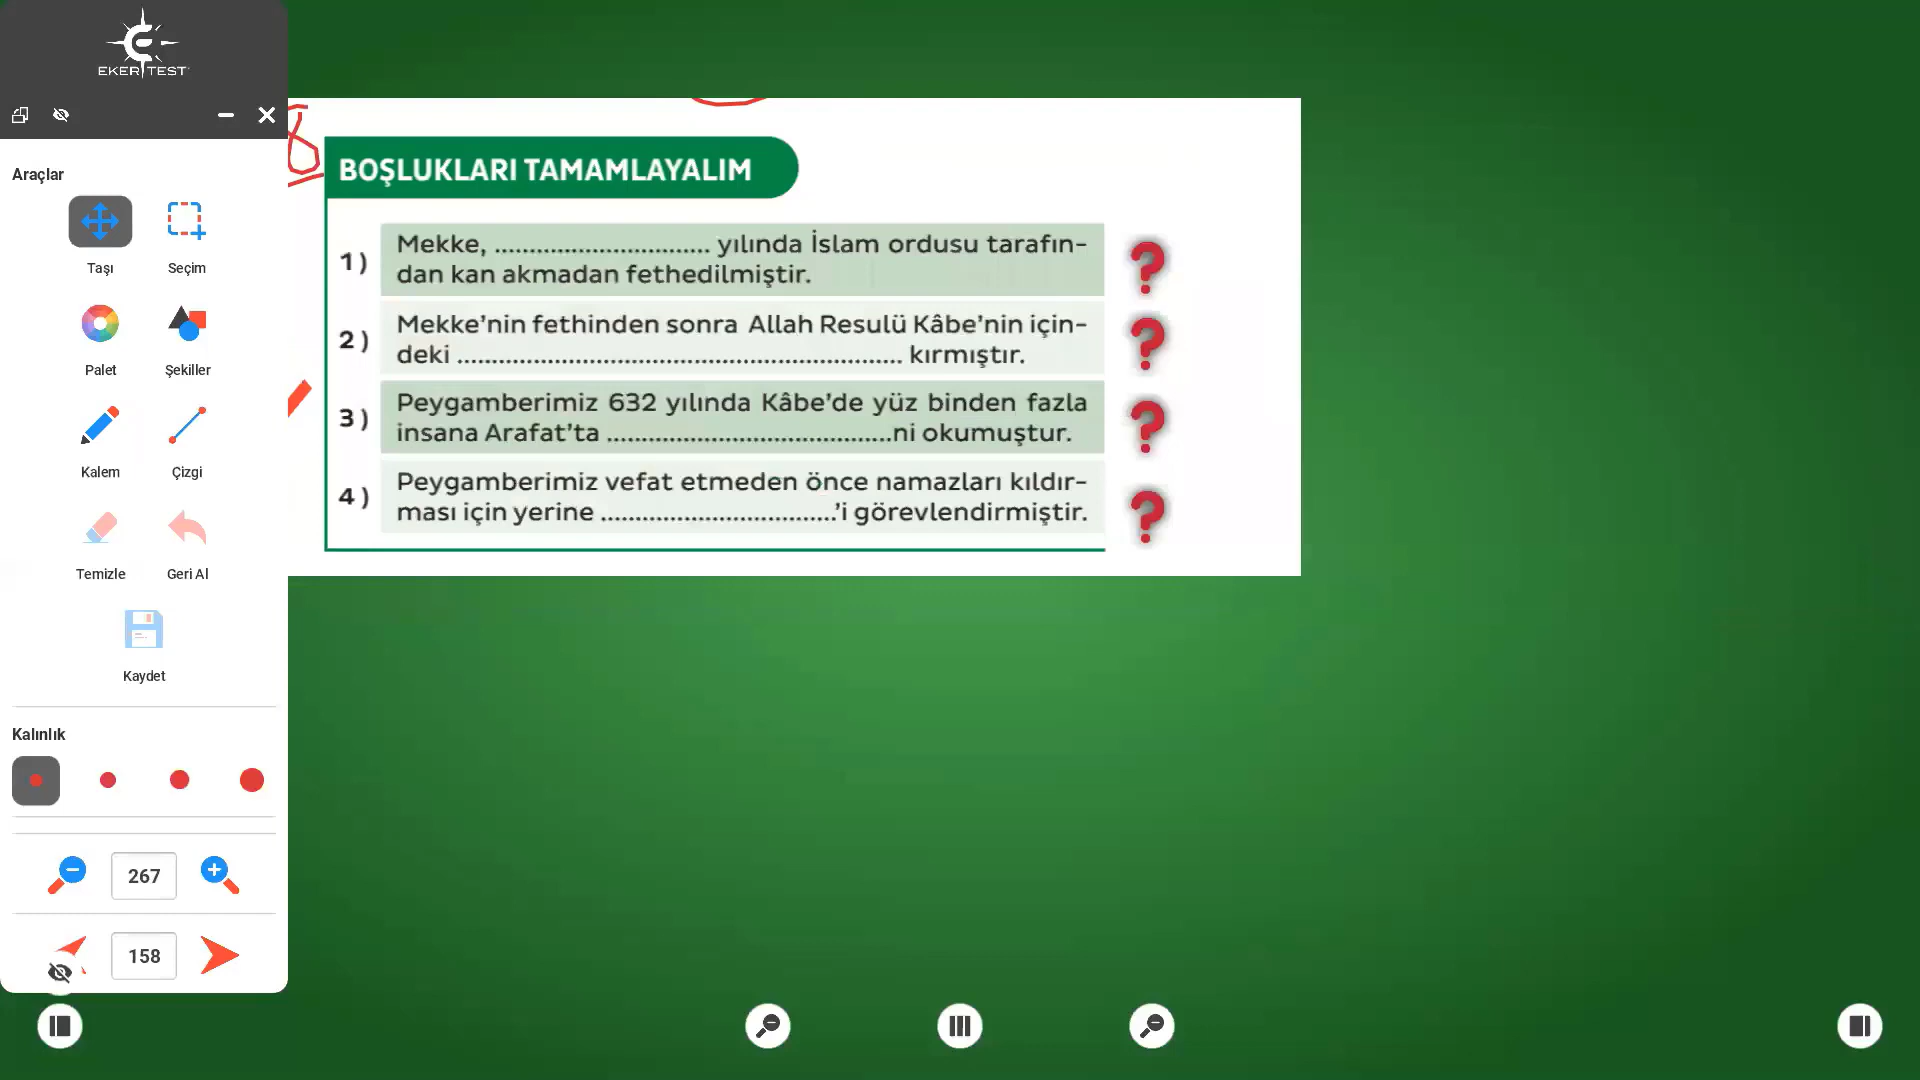 EKER TEST
Araçlar
Taşı
Seçim
Palet
Şekiller
Kalem
Çizgi
Temizle
Geri Al
Kaydet
Kalınlık
267
158
BOŞLUKLARI TAMAMLAYALIM
1) Mekke, ............................... yılında İslam ordusu tarafın-
dan kan akmadan fethedilmiştir.
2) Mekke'nin fethinden sonra Allah Resulü Kâbe'nin için-
deki ................................................................ kırmıştır.
3) Peygamberimiz 632 yılında Kâbe'de yüz binden fazla
insana Arafat'ta .........................................ni okumuştur.
4) Peygamberimiz vefat etmeden önce namazları kıldır-
ması için yerine ..................................'i görevlendirmiştir.
? 
?
?
?